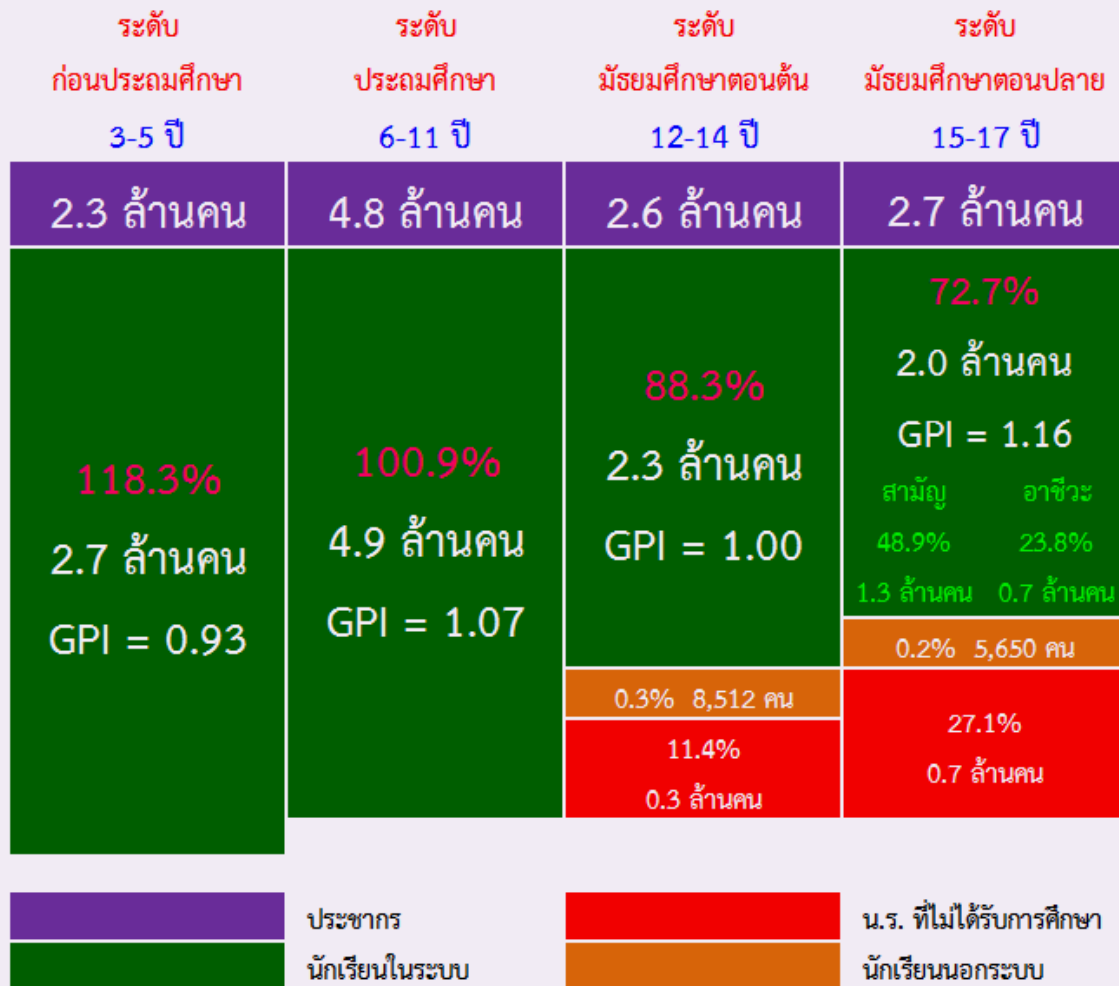 ระดับ
ก่อนประถมศึกษา
3-5 ปี
ระดับ
ประถมศึกษา
6-11 ปี
ระดับ
มัธยมศึกษาตอนต้น
12-14 ปี
ระดับ
มัธยมศึกษาตอนปลาย
15-17 ปี
2.3 ล้านคน
4.8 ล้านคน
2.6 ล้านคน
2.7 ล้านคน
118.3%
2.7 ล้านคน
GPI = 0.93
100.9%
4.9 ล้านคน
GPI = 1.07
88.3%
2.3 ล้านคน
GPI = 1.00
0.3% 8,512 คน
11.4%
0.3 ล้านคน
72.7%
2.0 ล้านคน
GPI = 1.16
สามัญ อาชีวะ
48.9% 23.8%
1.3 ล้านคน 0.7 ล้านคน
0.2% 5,650 คน
27.1%
0.7 ล้านคน
ประชากร
นักเรียนในระบบ
น.ร. ที่ไม่ได้รับการศึกษา
นักเรียนนอกระบบ